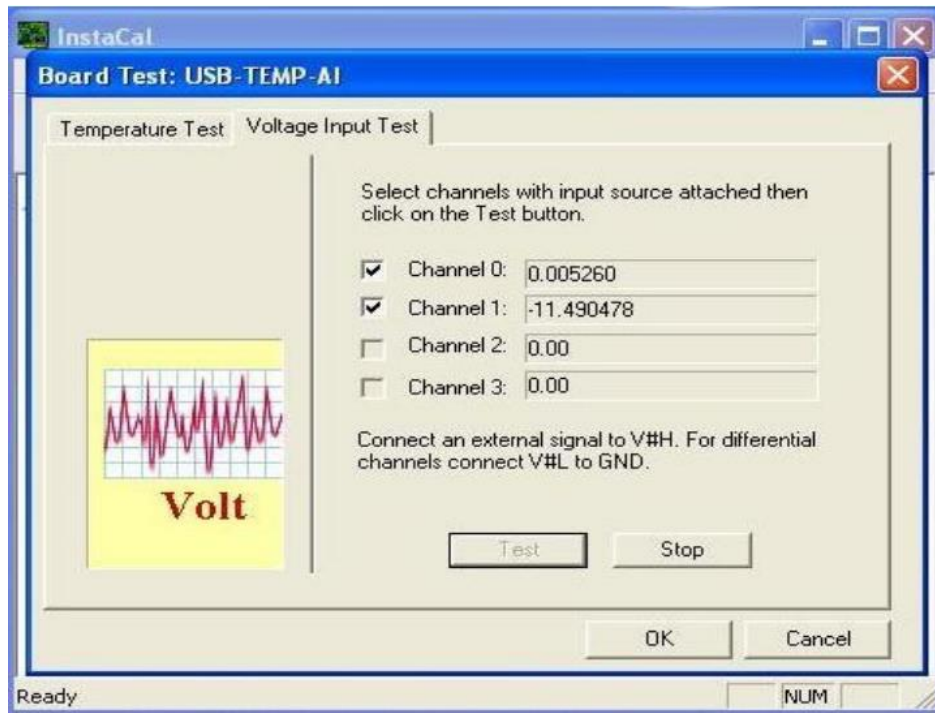 InstaCal
Board Test: USB-TEMP-AI
Temperature Test Voltage Input Test
Select channels with input source attached then
click on the Test button.
Channel 0: 0.005260
Channel 1: -11.490478
Channel 2: 0.00
Channel 3: 0.00
Connect an external signal to V#H. For differential
channels connect V#L to GND.
Volt
Test Stop
OK Cancel
Ready NUM